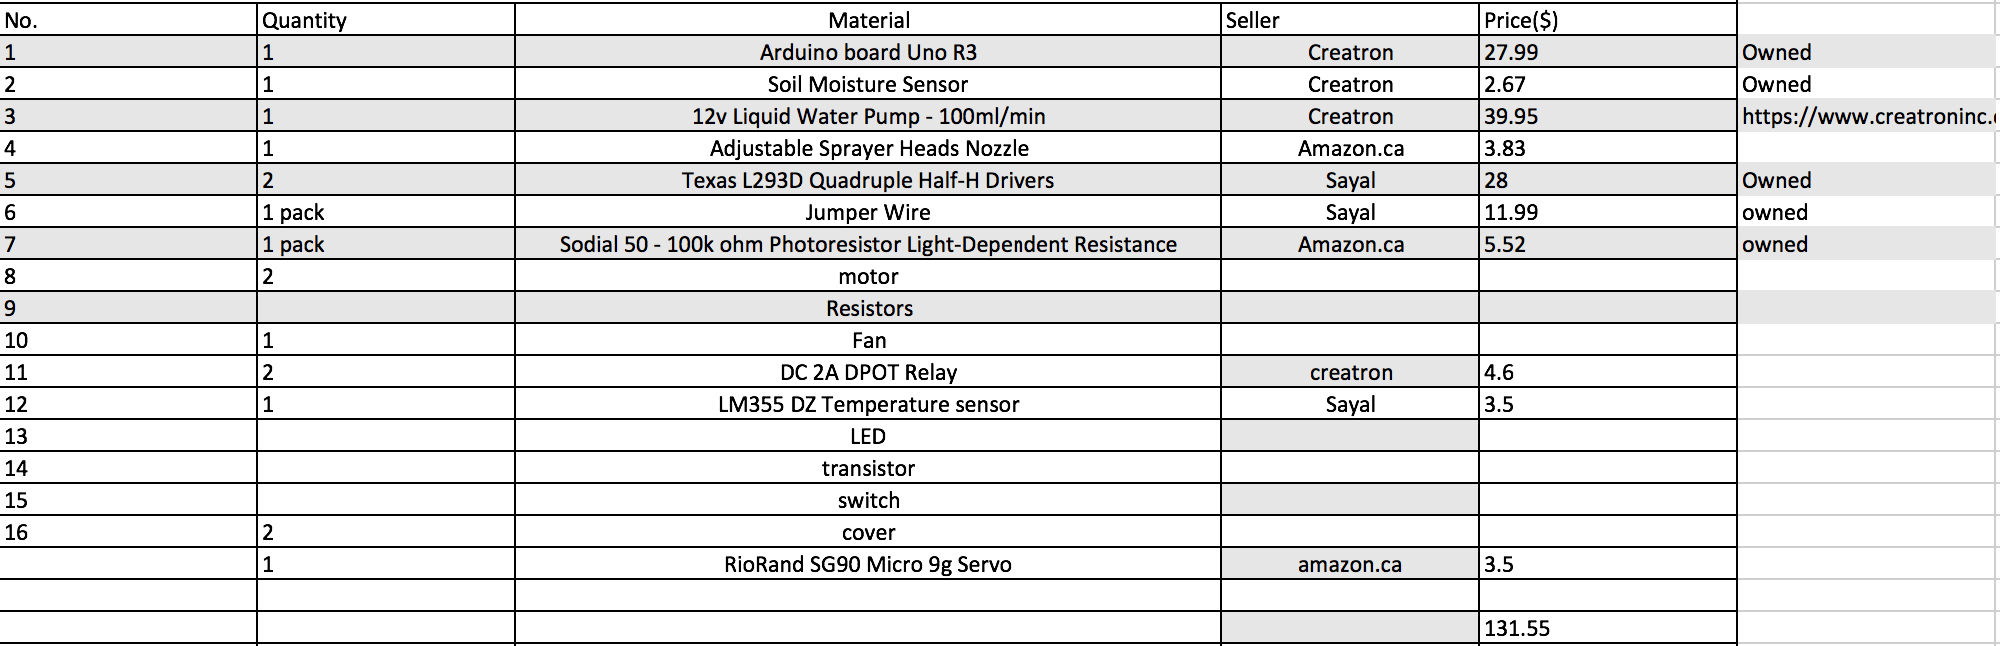 No. Quantity Material Seller Price($)
1 1 Arduino board Uno R3 Creatron 27.99 Owned
2 1 Soil Moisture Sensor Creatron 2.67 Owned
3 1 12v Liquid Water Pump - 100ml/min Creatron 39.95 https://www.creatroninc.
4 1 Adjustable Sprayer Heads Nozzle Amazon.ca 3.83
5 2 Texas L293D Quadruple Half-H Drivers Sayal 28 Owned
6 1 pack Jumper Wire Sayal 11.99 owned
7 1 pack Sodial 50 - 100k ohm Photoresistor Light-Dependent Resistance Amazon.ca 5.52 owned
8 2 motor
9 Resistors
10 1 Fan
11 2 DC 2A DPOT Relay creatron 4.6
12 1 LM355 DZ Temperature sensor Sayal 3.5
13 LED
14 transistor
15 switch
16 2 cover
1 RioRand SG90 Micro 9g Servo amazon.ca 3.5
131.55